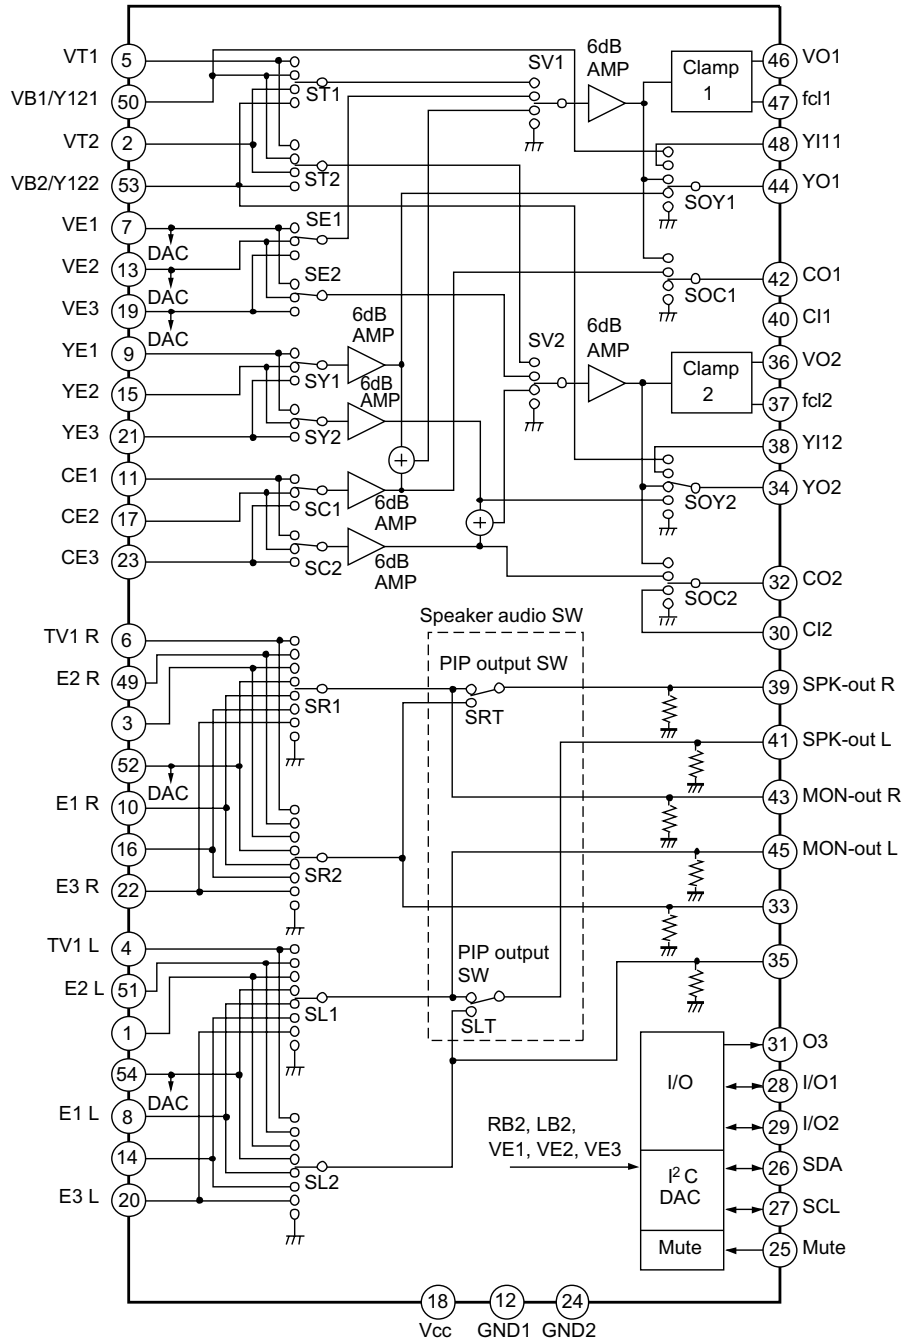 VT1
5
VB1/Y121
50
VT2
2
VB2/Y122
53
VE1
7
DAC
VE2
13
DAC
VE3
19
DAC
YE1
9
YE2
15
YE3
21
CE1
11
CE2
17
CE3
23
ST1
ST2
SE1
SE2
SY1
SY2
SC1
SC2
6dB
AMP
6dB
AMP
6dB
AMP
6dB
AMP
+
+
SV1
6dB
AMP
Clamp
1
SV2
6dB
AMP
Clamp
2
SOY1
SOC1
SOY2
SOC2
46
VO1
47
fcl1
48
YI11
44
YO1
42
CO1
40
CI1
36
VO2
37
fcl2
38
YI12
34
YO2
32
CO2
30
CI2
TV1 R
6
E2 R
49
3
52
DAC
E1 R
10
16
E3 R
22
TV1 L
4
E2 L
51
1
54
DAC
E1 L
8
14
E3 L
20
SR1
SR2
SL1
SL2
Speaker audio SW
PIP output SW
SRT
PIP output
SW
SLT
39
SPK-out R
41
SPK-out L
43
MON-out R
45
MON-out L
33
35
31
O3
28
I/O1
29
I/O2
26
SDA
27
SCL
25
Mute
I/O
I2 C
DAC
Mute
RB2, LB2,
VE1, VE2, VE3
18
Vcc
12
GND1
24
GND2